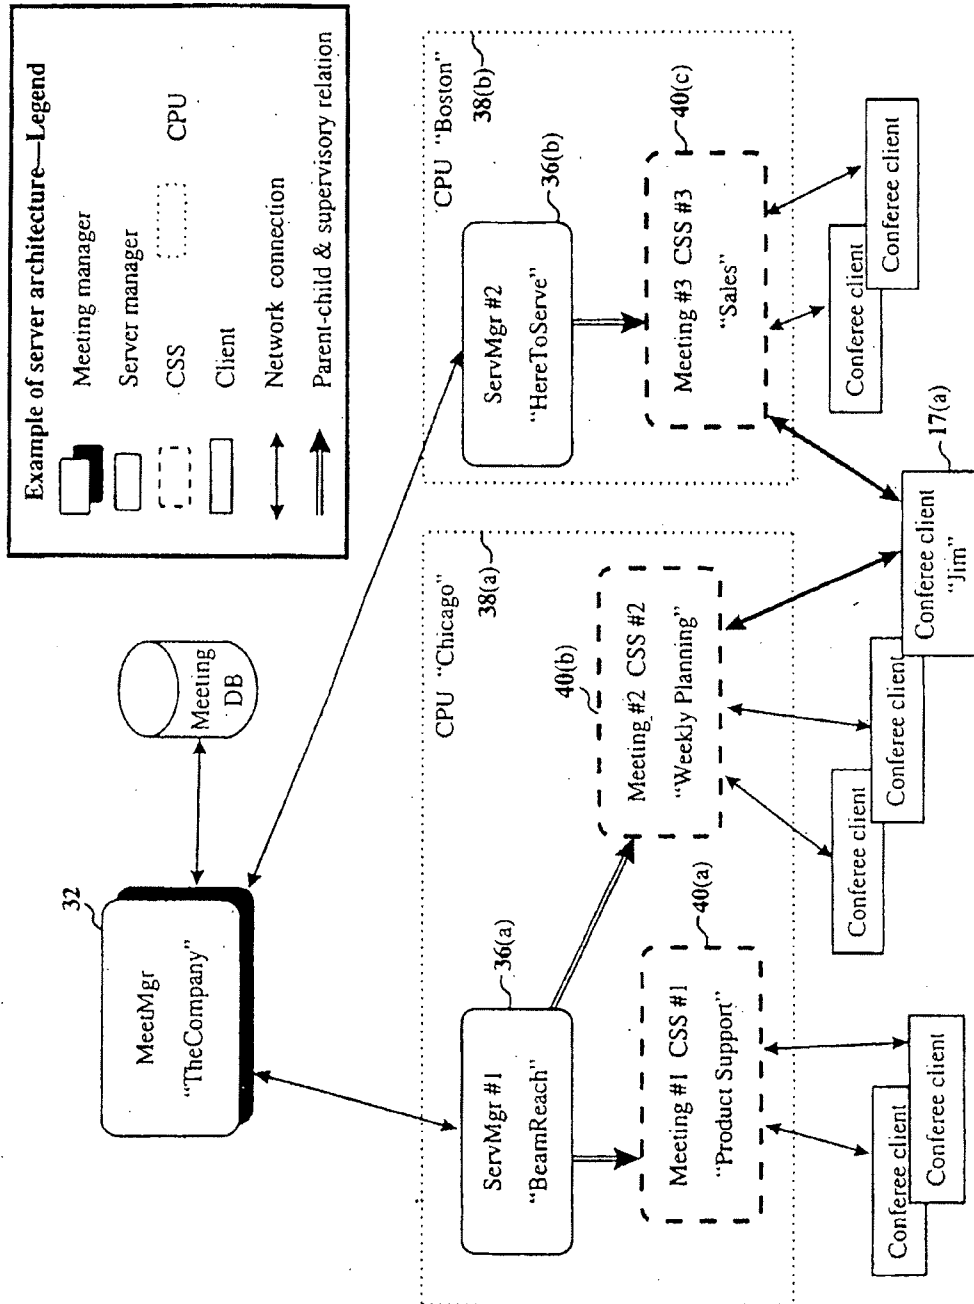 Example of server architecture—Legend
Meeting manager
Server manager
CSS
CPU
Client
Network connection
Parent-child & supervisory relation
32
MeetMgr
“TheCompany”
Meeting
DB
CPU “Chicago”
38(a)
ServMgr #1
“BeamReach”
36(a)
Meeting #1 CSS #1
“Product Support”
40(a)
40(b)
Meeting #2 CSS #2
“Weekly Planning”
CPU “Boston”
38(b)
ServMgr #2
“HereToServe”
36(b)
Meeting #3 CSS #3
“Sales”
40(c)
Conferee client
Conferee client
Conferee client
Conferee client
Conferee client
“Jim”
17(a)
Conferee client
Conferee client